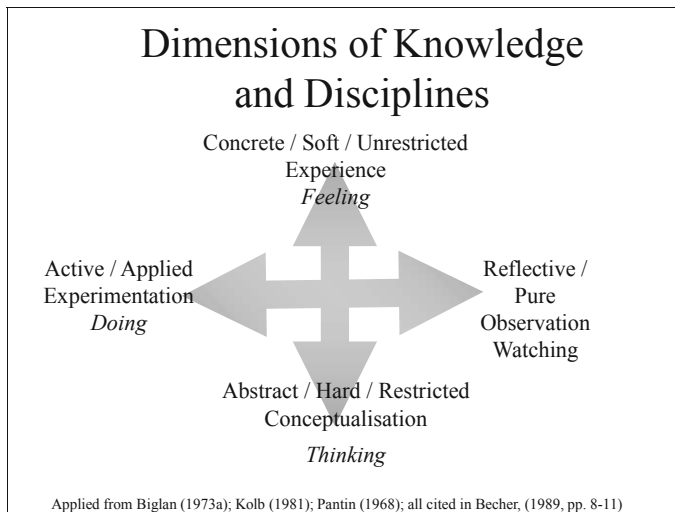 Dimensions of Knowledge
and Disciplines
Concrete / Soft / Unrestricted
Experience
Feeling
Active / Applied
Experimentation
Doing
Reflective /
Pure
Observation
Watching
Abstract / Hard / Restricted
Conceptualisation
Thinking
Applied from Biglan (1973a); Kolb (1981); Pantin (1968); all cited in Becher, (1989, pp. 8-11)